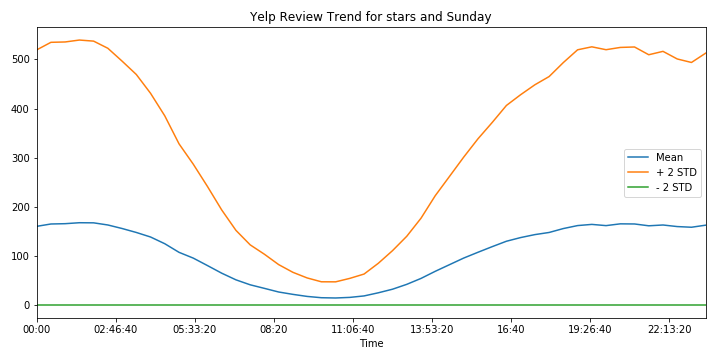 Yelp Review Trend for stars and Sunday
500
400
300
200
100
0
Mean
+ 2 STD
- 2 STD
00:00 02:46:40 05:33:20 08:20 11:06:40 13:53:20 16:40 19:26:40 22:13:20
Time